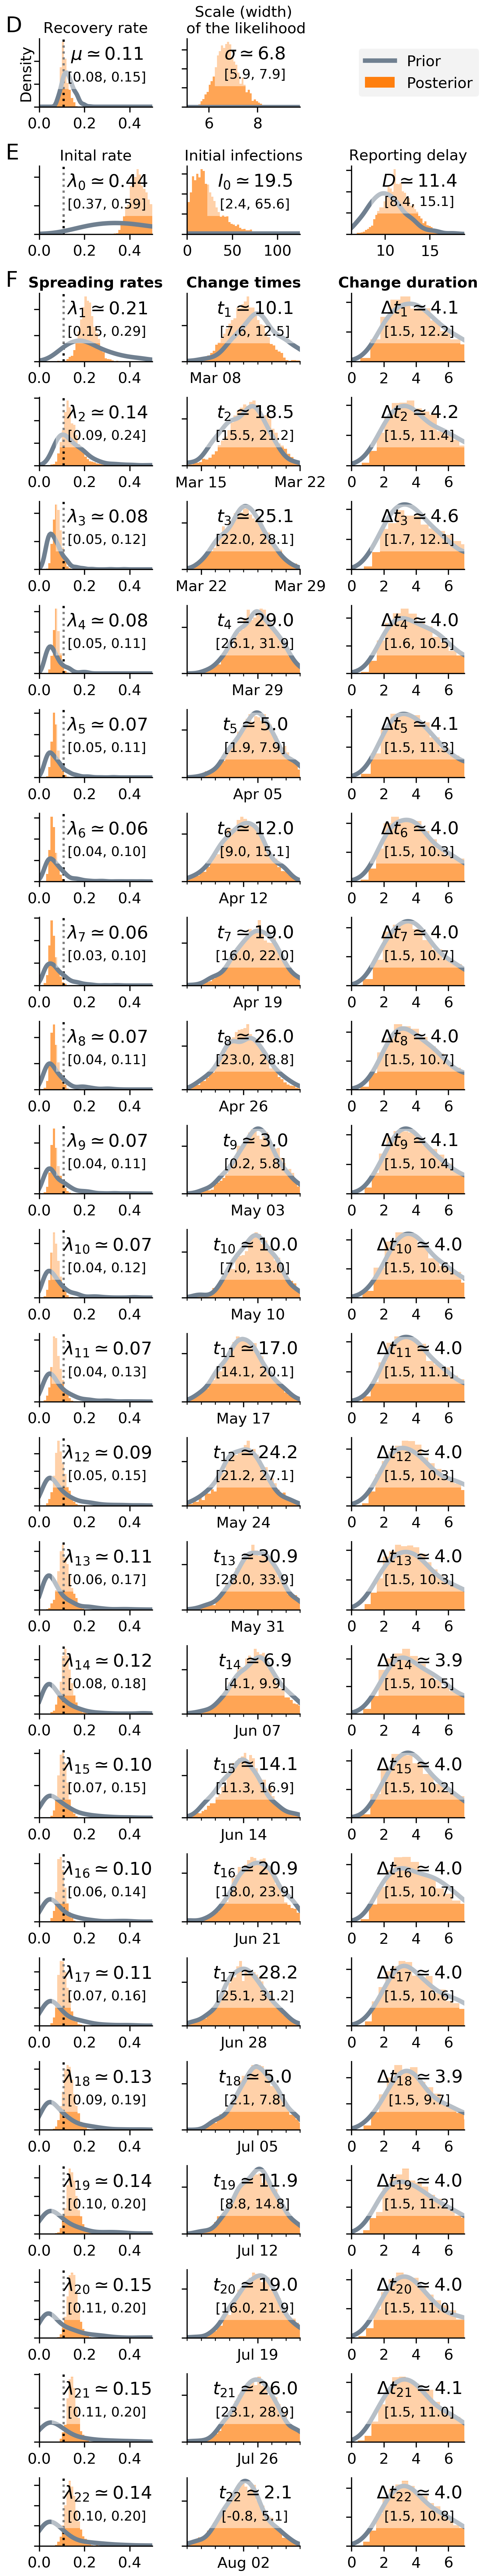 D
Recovery rate
Scale (width)
of the likelihood
Density
μ ≃ 0.11
[0.08, 0.15]
σ ≃ 6.8
[5.9, 7.9]
Prior
Posterior
0.0 0.2 0.4
6 8
E
Inital rate
Initial infections
Reporting delay
λ0 ≃ 0.44
[0.37, 0.59]
I0 ≃ 19.5
[2.4, 65.6]
D ≃ 11.4
[8.4, 15.1]
0.0 0.2 0.4
0 50 100
10 15
F
Spreading rates
Change times
Change duration
λ1 ≃ 0.21
[0.15, 0.29]
t1 ≃ 10.1
[7.6, 12.5]
Δt1 ≃ 4.1
[1.5, 12.2]
0.0 0.2 0.4
Mar 08
0 2 4 6
λ2 ≃ 0.14
[0.09, 0.24]
t2 ≃ 18.5
[15.5, 21.2]
Δt2 ≃ 4.2
[1.5, 11.4]
0.0 0.2 0.4
Mar 15 Mar 22
0 2 4 6
λ3 ≃ 0.08
[0.05, 0.12]
t3 ≃ 25.1
[22.0, 28.1]
Δt3 ≃ 4.6
[1.7, 12.1]
0.0 0.2 0.4
Mar 22 Mar 29
0 2 4 6
λ4 ≃ 0.08
[0.05, 0.11]
t4 ≃ 29.0
[26.1, 31.9]
Δt4 ≃ 4.0
[1.6, 10.5]
0.0 0.2 0.4
Mar 29
0 2 4 6
λ5 ≃ 0.07
[0.05, 0.11]
t5 ≃ 5.0
[1.9, 7.9]
Δt5 ≃ 4.1
[1.5, 11.3]
0.0 0.2 0.4
Apr 05
0 2 4 6
λ6 ≃ 0.06
[0.04, 0.10]
t6 ≃ 12.0
[9.0, 15.1]
Δt6 ≃ 4.0
[1.5, 10.3]
0.0 0.2 0.4
Apr 12
0 2 4 6
λ7 ≃ 0.06
[0.03, 0.10]
t7 ≃ 19.0
[16.0, 22.0]
Δt7 ≃ 4.0
[1.5, 10.7]
0.0 0.2 0.4
Apr 19
0 2 4 6
λ8 ≃ 0.07
[0.04, 0.11]
t8 ≃ 26.0
[23.0, 28.8]
Δt8 ≃ 4.0
[1.5, 10.7]
0.0 0.2 0.4
Apr 26
0 2 4 6
λ9 ≃ 0.07
[0.04, 0.11]
t9 ≃ 3.0
[0.2, 5.8]
Δt9 ≃ 4.1
[1.5, 10.4]
0.0 0.2 0.4
May 03
0 2 4 6
λ10 ≃ 0.07
[0.04, 0.12]
t10 ≃ 10.0
[7.0, 13.0]
Δt10 ≃ 4.0
[1.5, 10.6]
0.0 0.2 0.4
May 10
0 2 4 6
λ11 ≃ 0.07
[0.04, 0.13]
t11 ≃ 17.0
[14.1, 20.1]
Δt11 ≃ 4.0
[1.5, 11.1]
0.0 0.2 0.4
May 17
0 2 4 6
λ12 ≃ 0.09
[0.05, 0.15]
t12 ≃ 24.2
[21.2, 27.1]
Δt12 ≃ 4.0
[1.5, 10.3]
0.0 0.2 0.4
May 24
0 2 4 6
λ13 ≃ 0.11
[0.06, 0.17]
t13 ≃ 30.9
[28.0, 33.9]
Δt13 ≃ 4.0
[1.5, 10.3]
0.0 0.2 0.4
May 31
0 2 4 6
λ14 ≃ 0.12
[0.08, 0.18]
t14 ≃ 6.9
[4.1, 9.9]
Δt14 ≃ 3.9
[1.5, 10.5]
0.0 0.2 0.4
Jun 07
0 2 4 6
λ15 ≃ 0.10
[0.07, 0.15]
t15 ≃ 14.1
[11.3, 16.9]
Δt15 ≃ 4.0
[1.5, 10.2]
0.0 0.2 0.4
Jun 14
0 2 4 6
λ16 ≃ 0.10
[0.06, 0.14]
t16 ≃ 20.9
[18.0, 23.9]
Δt16 ≃ 4.0
[1.5, 10.7]
0.0 0.2 0.4
Jun 21
0 2 4 6
λ17 ≃ 0.11
[0.07, 0.16]
t17 ≃ 28.2
[25.1, 31.2]
Δt17 ≃ 4.0
[1.5, 10.6]
0.0 0.2 0.4
Jun 28
0 2 4 6
λ18 ≃ 0.13
[0.09, 0.19]
t18 ≃ 5.0
[2.1, 7.8]
Δt18 ≃ 3.9
[1.5, 9.7]
0.0 0.2 0.4
Jul 05
0 2 4 6
λ19 ≃ 0.14
[0.10, 0.20]
t19 ≃ 11.9
[8.8, 14.8]
Δt19 ≃ 4.0
[1.5, 11.2]
0.0 0.2 0.4
Jul 12
0 2 4 6
λ20 ≃ 0.15
[0.11, 0.20]
t20 ≃ 19.0
[16.0, 21.9]
Δt20 ≃ 4.0
[1.5, 11.0]
0.0 0.2 0.4
Jul 19
0 2 4 6
λ21 ≃ 0.15
[0.11, 0.20]
t21 ≃ 26.0
[23.1, 28.9]
Δt21 ≃ 4.1
[1.5, 11.0]
0.0 0.2 0.4
Jul 26
0 2 4 6
λ22 ≃ 0.14
[0.10, 0.20]
t22 ≃ 2.1
[-0.8, 5.1]
Δt22 ≃ 4.0
[1.5, 10.8]
0.0 0.2 0.4
Aug 02
0 2 4 6